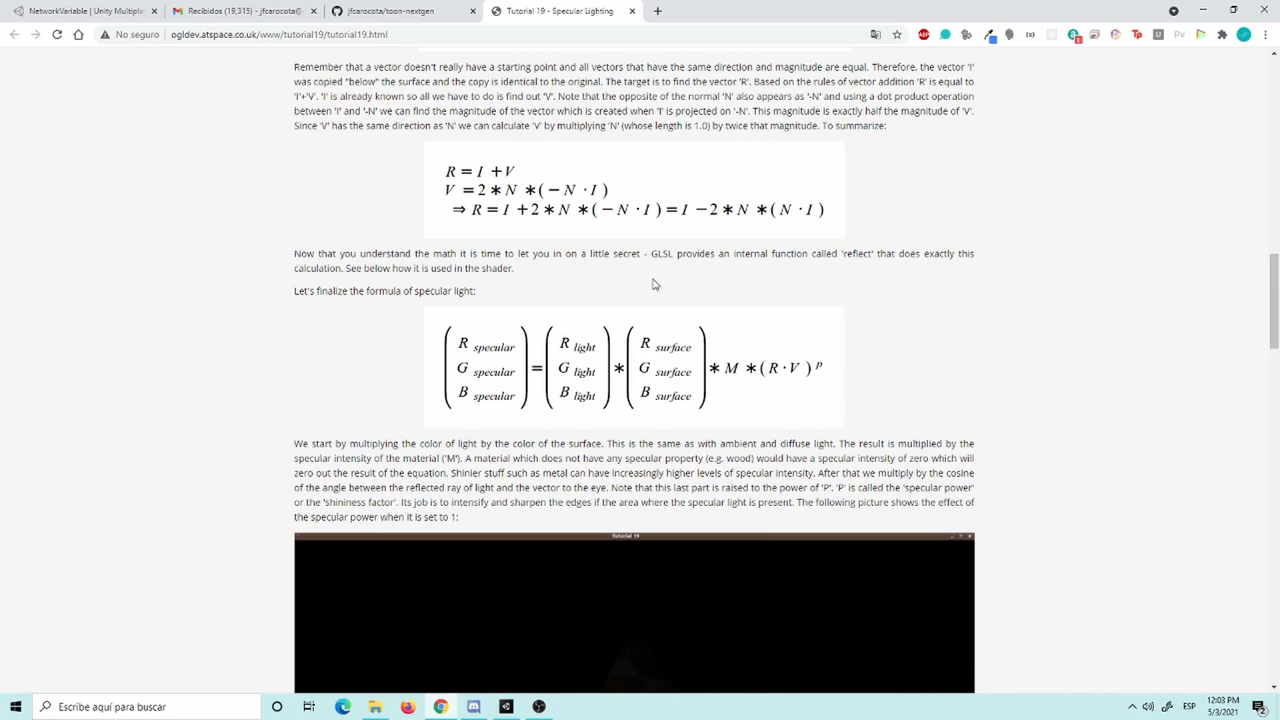 NetworkVariable | Unity Multiplay
Recibidos (19,315) - jfcarocota@
jfcarocota/toon-nextgen
Tutorial 19 - Specular Lighting
No seguro
ogldev.atspace.co.uk/www/tutorial19/tutorial19.html
Remember that a vector doesn't really have a starting point and all vectors that have the same direction and magnitude are equal. Therefore, the vector 'I'
was copied "below" the surface and the copy is identical to the original. The target is to find the vector 'R'. Based on the rules of vector addition 'R' is equal to
'I'+'V'. 'I' is already known so all we have to do is find out 'V'. Note that the opposite of the normal 'N' also appears as '-N' and using a dot product operation
between 'I' and '-N' we can find the magnitude of the vector which is created when 'I' is projected on '-N'. This magnitude is exactly half the magnitude of 'V'.
Since 'V' has the same direction as 'N' we can calculate 'V' by multiplying 'N' (whose length is 1.0) by twice that magnitude. To summarize:
R = I + V
V = 2 * N * ( − N · I )
⇒ R = I + 2 * N * ( − N · I ) = I − 2 * N * ( N · I )
Now that you understand the math it is time to let you in on a little secret - GLSL provides an internal function called 'reflect' that does exactly this
calculation. See below how it is used in the shader.
Let's finalize the formula of specular light:
R specular R light R surface
G specular = G light * G surface * M * ( R · V ) p
B specular B light B surface
We start by multiplying the color of light by the color of the surface. This is the same as with ambient and diffuse light. The result is multiplied by the
specular intensity of the material ('M'). A material which does not have any specular property (e.g. wood) would have a specular intensity of zero which will
zero out the result of the equation. Shinier stuff such as metal can have increasingly higher levels of specular intensity. After that we multiply by the cosine
of the angle between the reflected ray of light and the vector to the eye. Note that this last part is raised to the power of 'P'. 'P' is called the 'specular power'
or the 'shininess factor'. Its job is to intensify and sharpen the edges if the area where the specular light is present. The following picture shows the effect of
the specular power when it is set to 1:
Tutorial 19
Escribe aquí para buscar
ESP
12:03 PM
5/3/2021
2